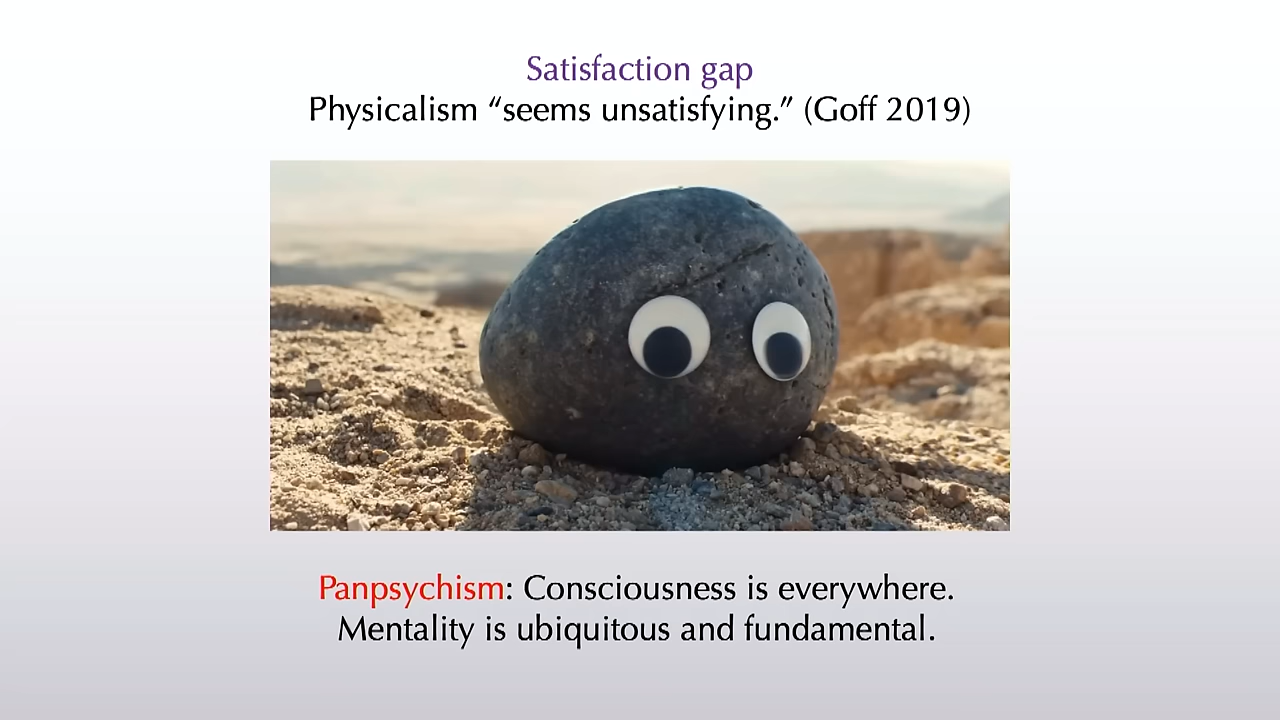 Satisfaction gap
Physicalism “seems unsatisfying.” (Goff 2019)
Panpsychism: Consciousness is everywhere.
Mentality is ubiquitous and fundamental.